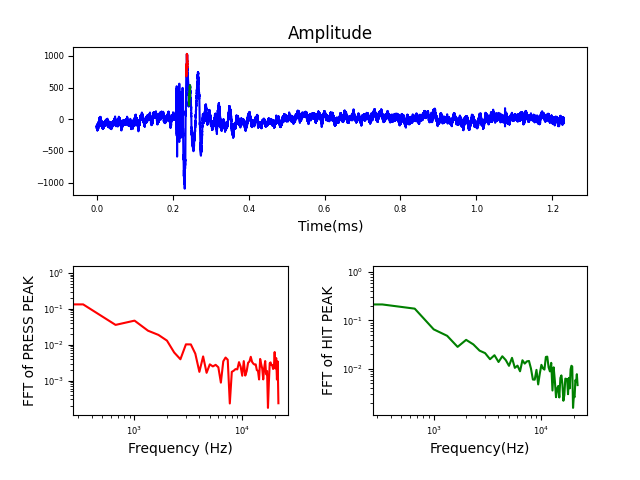 Amplitude
1000
500
0
−500
−1000
0.0 0.2 0.4 0.6 0.8 1.0 1.2
Time(ms)
FFT of PRESS PEAK
10⁰
10⁻¹
10⁻²
10⁻³
10³ 10⁴
Frequency (Hz)
FFT of HIT PEAK
10⁰
10⁻¹
10⁻²
10³ 10⁴
Frequency(Hz)